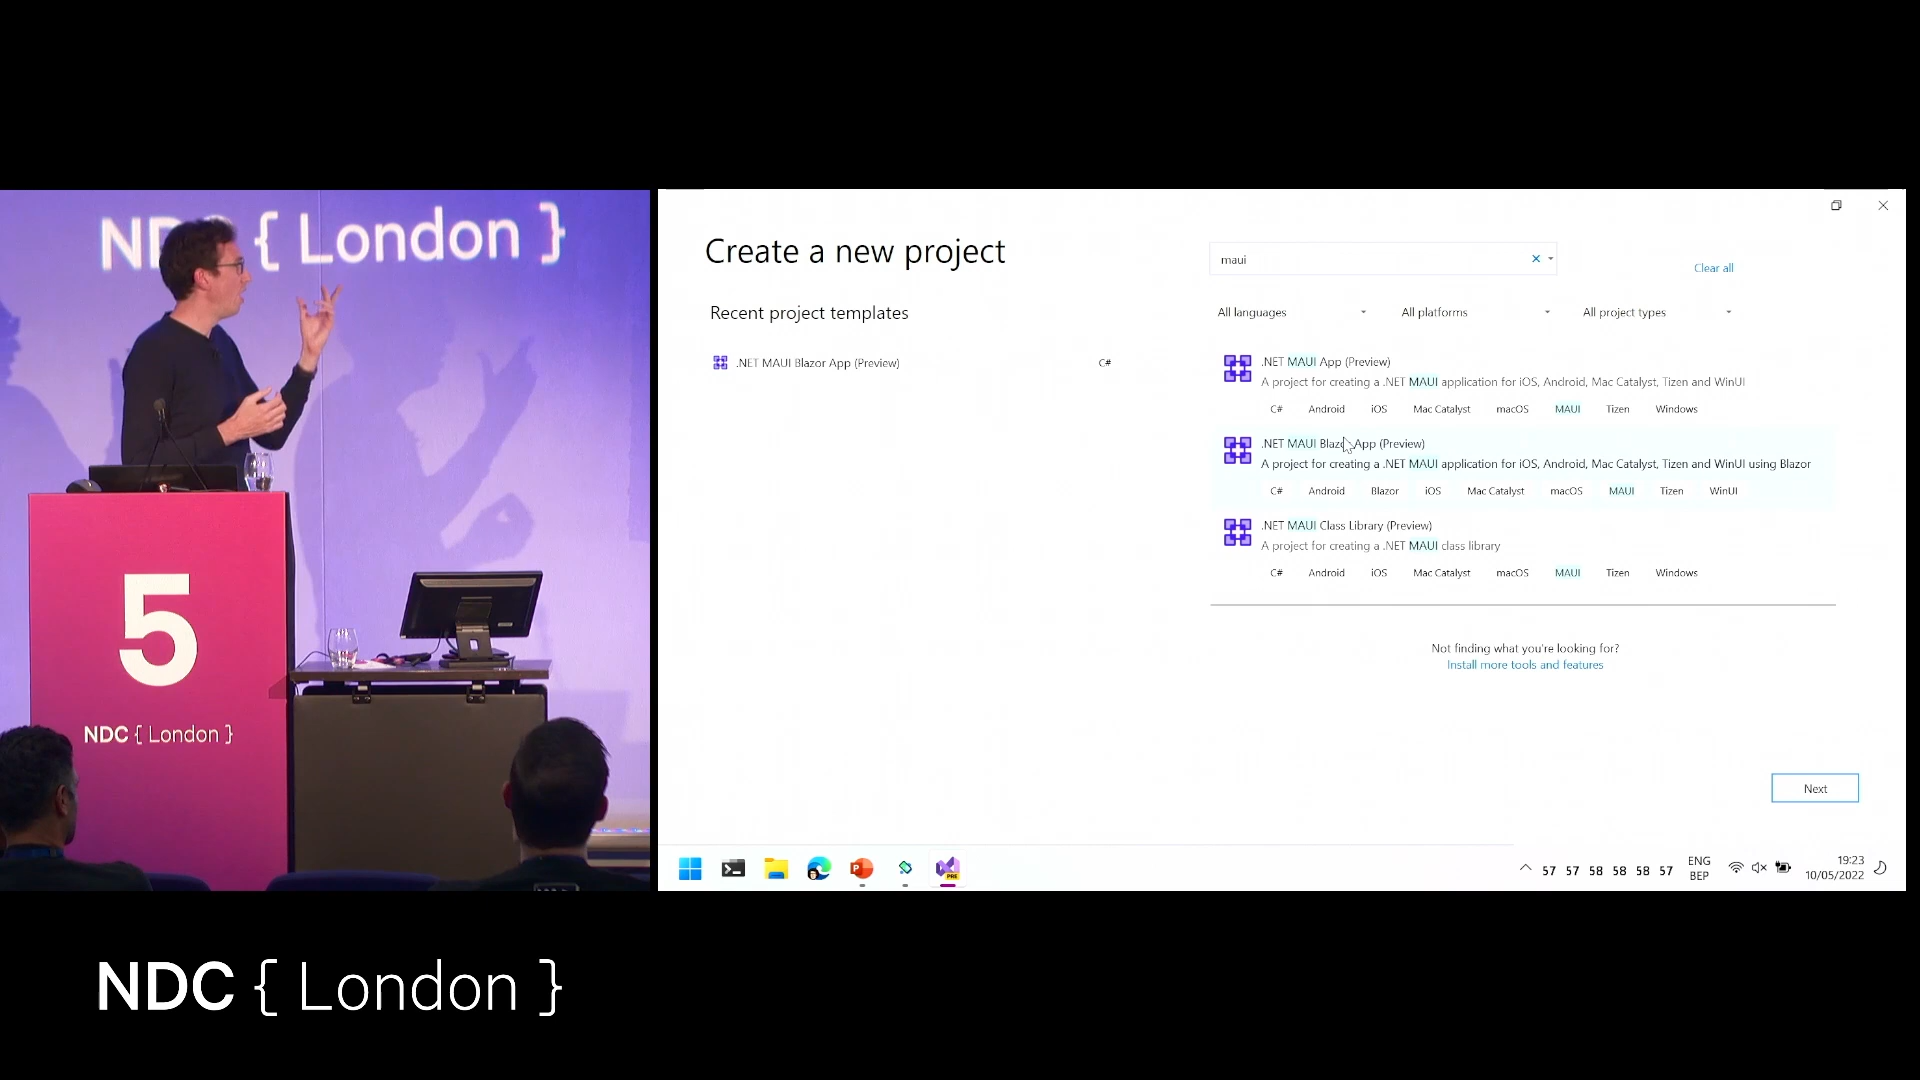 ND { London }
5
NDC { London }
Create a new project
maui
Clear all
Recent project templates
All languages
All platforms
All project types
.NET MAUI Blazor App (Preview)
C#
.NET MAUI App (Preview)
A project for creating a .NET MAUI application for iOS, Android, Mac Catalyst, Tizen and WinUI
C# Android iOS Mac Catalyst macOS MAUI Tizen Windows
.NET MAUI Blazor App (Preview)
A project for creating a .NET MAUI application for iOS, Android, Mac Catalyst, Tizen and WinUI using Blazor
C# Android Blazor iOS Mac Catalyst macOS MAUI Tizen WinUI
.NET MAUI Class Library (Preview)
A project for creating a .NET MAUI class library
C# Android iOS Mac Catalyst macOS MAUI Tizen Windows
Not finding what you're looking for?
Install more tools and features
Next
P
PRE
57 57 58 58 58 57
ENG
BEP
19:23
10/05/2022
NDC { London }